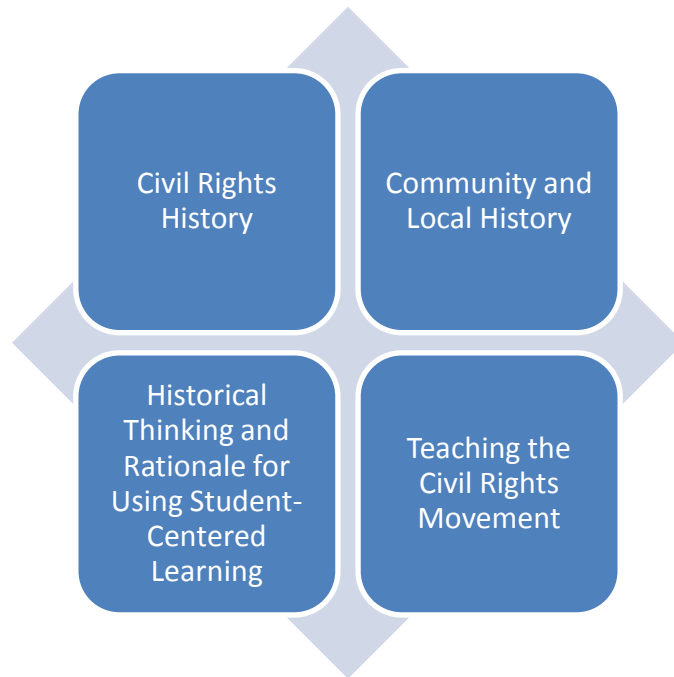 Civil Rights
History
Community and
Local History
Historical
Thinking and
Rationale for
Using Student-
Centered
Learning
Teaching the
Civil Rights
Movement